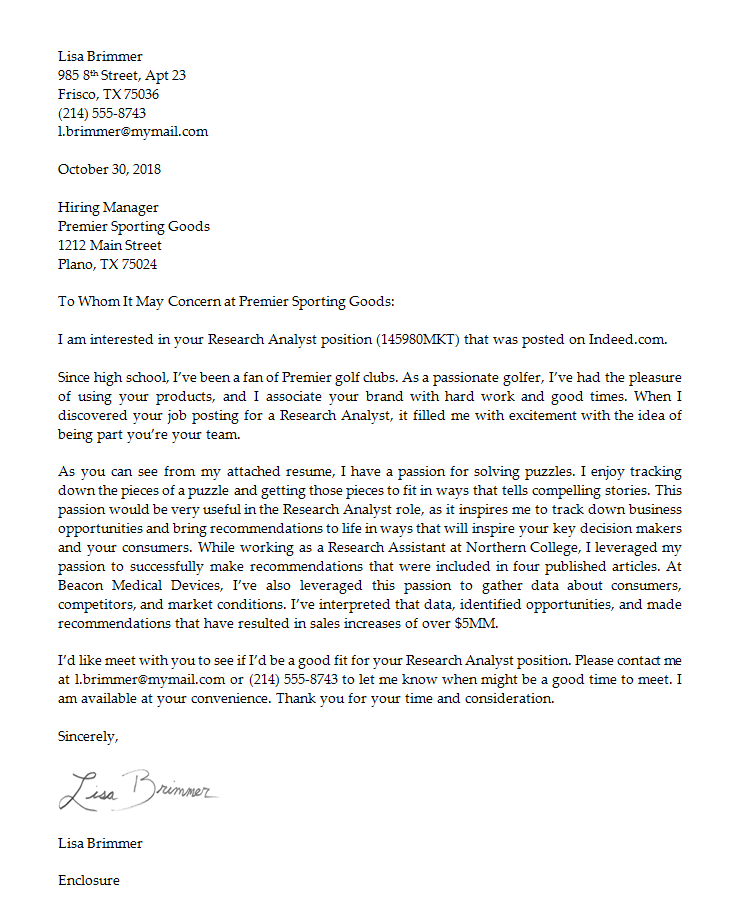 Lisa Brimmer
985 8th Street, Apt 23
Frisco, TX 75036
(214) 555-8743
l.brimmer@mymail.com
October 30, 2018
Hiring Manager
Premier Sporting Goods
1212 Main Street
Plano, TX 75024
To Whom It May Concern at Premier Sporting Goods:
I am interested in your Research Analyst position (145980MKT) that was posted on Indeed.com.
Since high school, I’ve been a fan of Premier golf clubs. As a passionate golfer, I’ve had the pleasure
of using your products, and I associate your brand with hard work and good times. When I
discovered your job posting for a Research Analyst, it filled me with excitement with the idea of
being part you’re your team.
As you can see from my attached resume, I have a passion for solving puzzles. I enjoy tracking
down the pieces of a puzzle and getting those pieces to fit in ways that tells compelling stories. This
passion would be very useful in the Research Analyst role, as it inspires me to track down business
opportunities and bring recommendations to life in ways that will inspire your key decision makers
and your consumers. While working as a Research Assistant at Northern College, I leveraged my
passion to successfully make recommendations that were included in four published articles. At
Beacon Medical Devices, I’ve also leveraged this passion to gather data about consumers,
competitors, and market conditions. I’ve interpreted that data, identified opportunities, and made
recommendations that have resulted in sales increases of over $5MM.
I’d like meet with you to see if I’d be a good fit for your Research Analyst position. Please contact me
at l.brimmer@mymail.com or (214) 555-8743 to let me know when might be a good time to meet. I
am available at your convenience. Thank you for your time and consideration.
Sincerely,
Lisa Brimmer
Lisa Brimmer
Enclosure